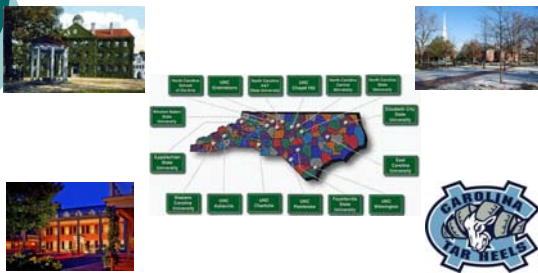 North Carolina
School
of the Arts
UNC
Greensboro
North Carolina
A&T
State University
UNC
Chapel Hill
North Carolina
Central
University
North Carolina
State
University
Winston-Salem
State
University
Elizabeth City
State
University
Appalachian
State
University
East
Carolina
University
Western
Carolina
University
UNC
Asheville
UNC
Charlotte
UNC
Pembroke
Fayetteville
State
University
UNC
Wilmington
CAROLINA
TAR HEELS